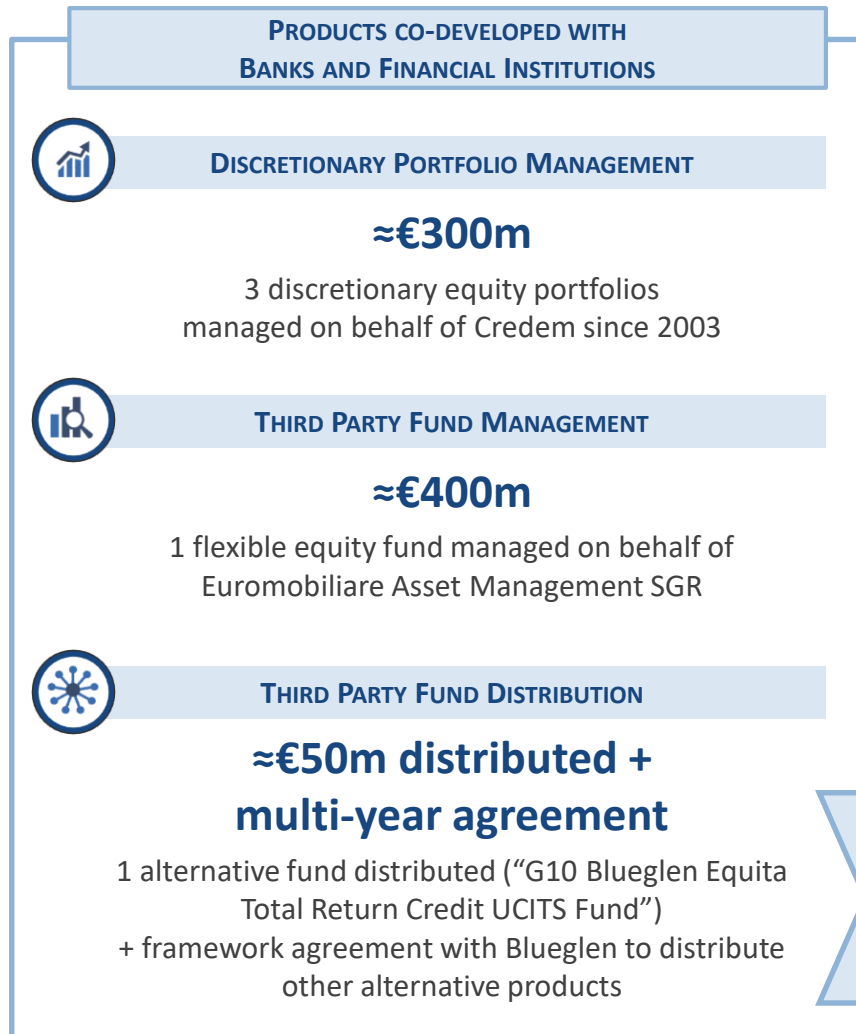 PRODUCTS CO-DEVELOPED WITH
BANKS AND FINANCIAL INSTITUTIONS
DISCRETIONARY PORTFOLIO MANAGEMENT
≈€300m
3 discretionary equity portfolios
managed on behalf of Credem since 2003
THIRD PARTY FUND MANAGEMENT
≈€400m
1 flexible equity fund managed on behalf of
Euromobiliare Asset Management SGR
THIRD PARTY FUND DISTRIBUTION
≈€50m distributed +
multi-year agreement
1 alternative fund distributed (“G10 Blueglen Equita
Total Return Credit UCITS Fund”)
+ framework agreement with Blueglen to distribute
other alternative products